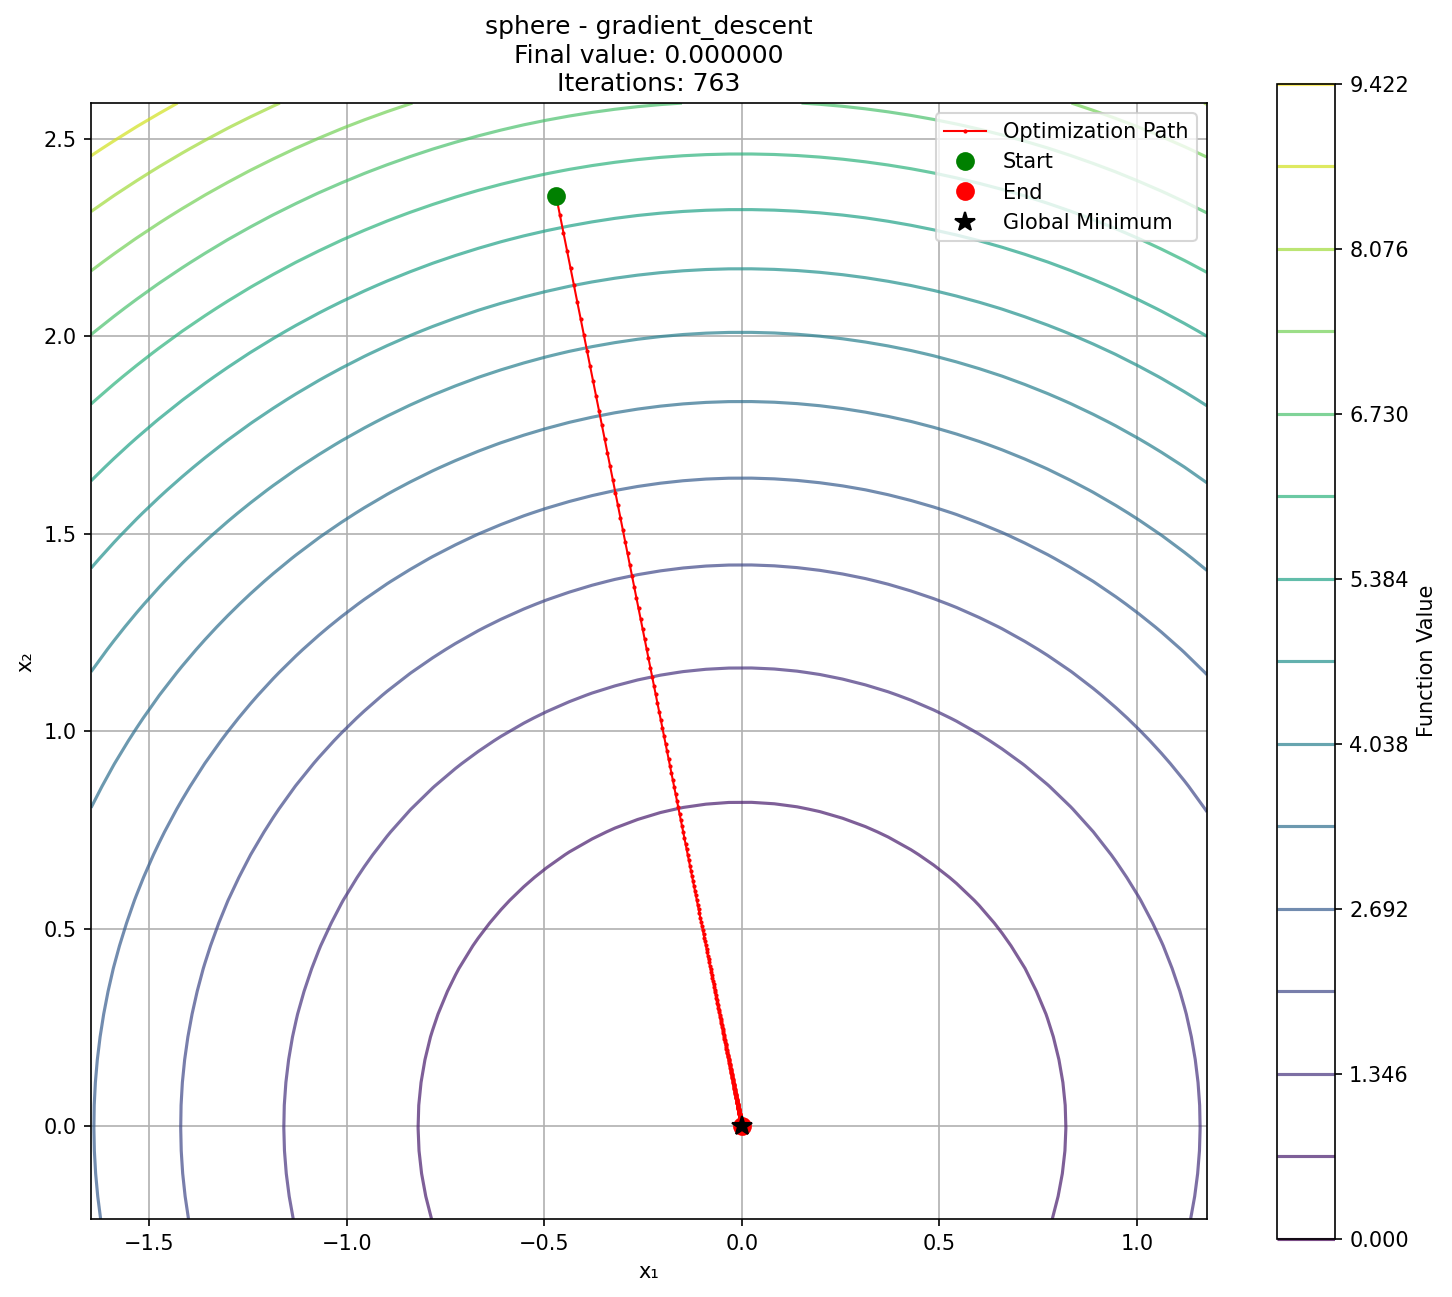 sphere - gradient_descent
Final value: 0.000000
Iterations: 763
Optimization Path
Start
End
Global Minimum
2.5
2.0
1.5
1.0
0.5
0.0
x₂
−1.5
−1.0
−0.5
0.0
0.5
1.0
x₁
9.422
8.076
6.730
5.384
4.038
2.692
1.346
0.000
Function Value